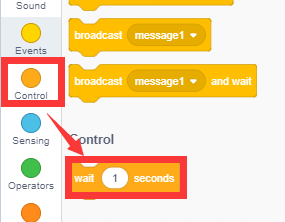 Sound
Events
Control
Sensing
Operators
broadcast message1
broadcast message1 and wait
Control
wait 1 seconds